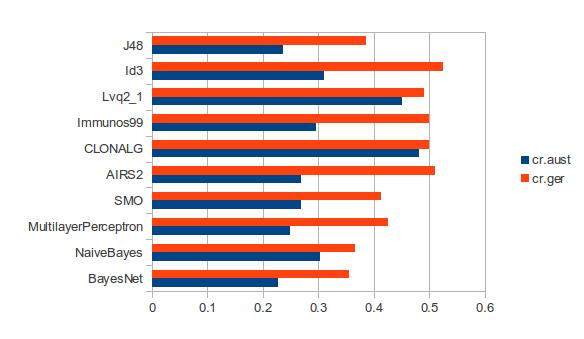 J48
Id3
Lvq2_1
Immunos99
CLONALG
AIRS2
SMO
MultilayerPerceptron
NaiveBayes
BayesNet
0 0.1 0.2 0.3 0.4 0.5 0.6
cr.aust
cr.ger